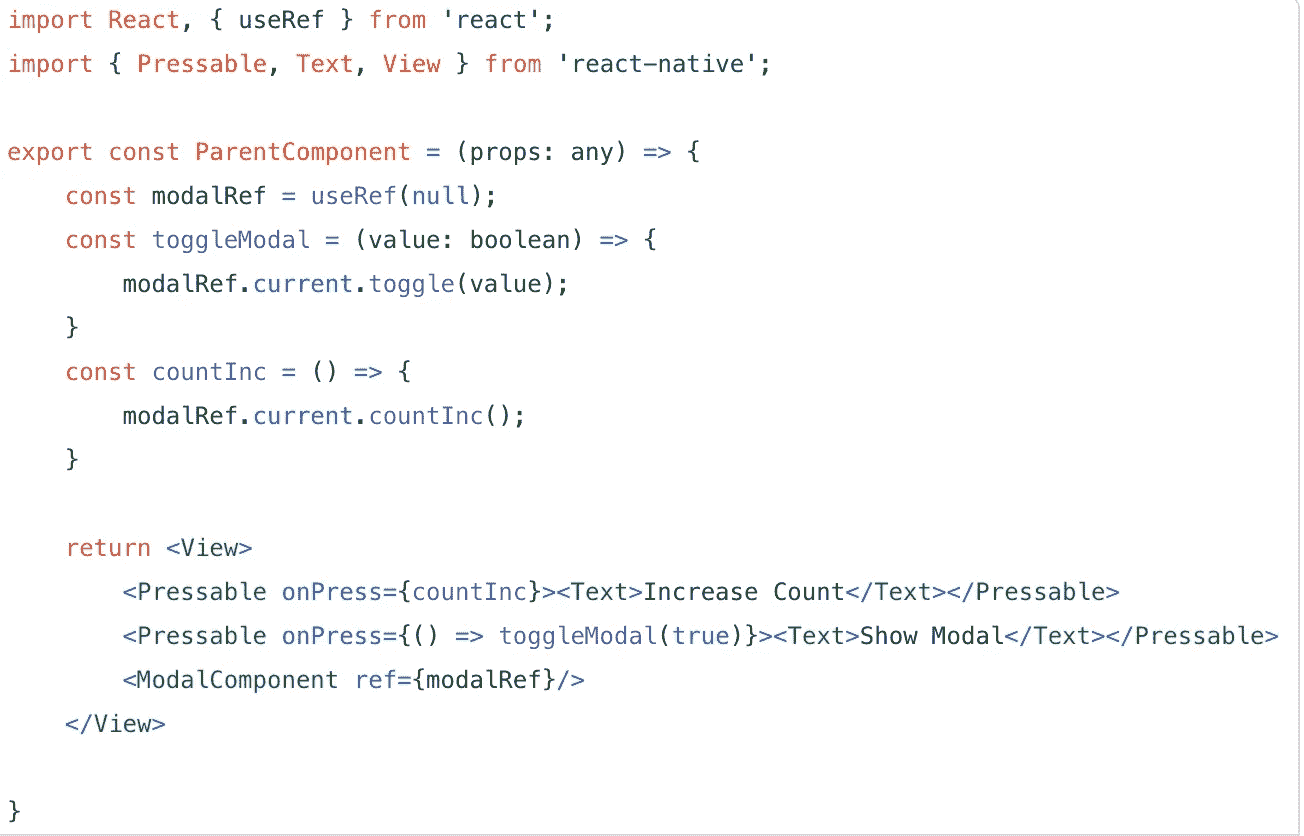 import React, { useRef } from 'react';
import { Pressable, Text, View } from 'react-native';
export const ParentComponent = (props: any) => {
    const modalRef = useRef(null);
    const toggleModal = (value: boolean) => {
        modalRef.current.toggle(value);
    }
    const countInc = () => {
        modalRef.current.countInc();
    }
    return <View>
        <Pressable onPress={countInc}><Text>Increase Count</Text></Pressable>
        <Pressable onPress={() => toggleModal(true)}><Text>Show Modal</Text></Pressable>
        <ModalComponent ref={modalRef}/>
    </View>
}